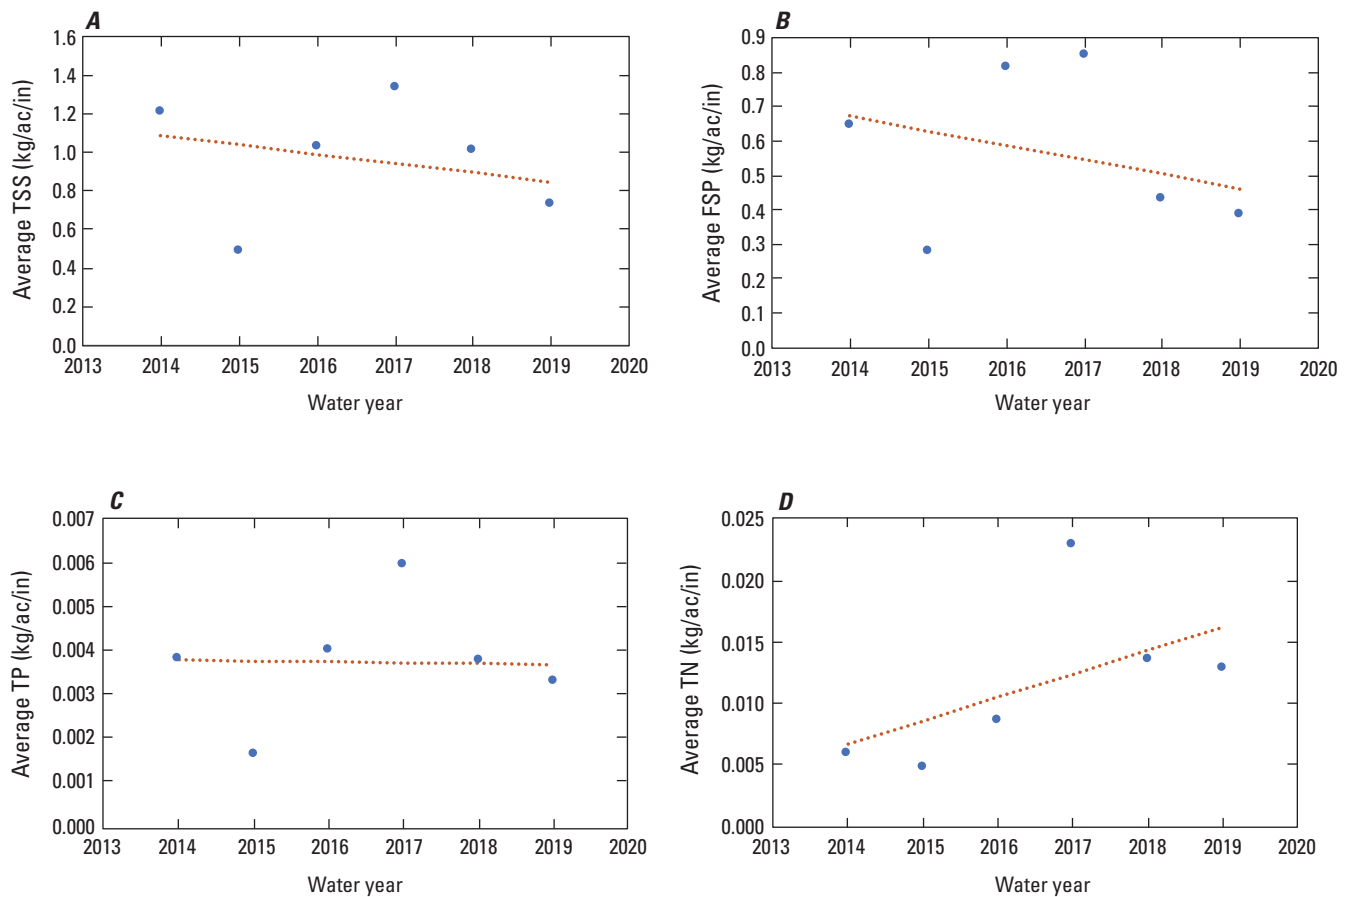 A
Average TSS (kg/ac/in)
1.6
1.4
1.2
1.0
0.8
0.6
0.4
0.2
0.0
2013 2014 2015 2016 2017 2018 2019 2020
Water year
B
Average FSP (kg/ac/in)
0.9
0.8
0.7
0.6
0.5
0.4
0.3
0.2
0.1
0.0
2013 2014 2015 2016 2017 2018 2019 2020
Water year
C
Average TP (kg/ac/in)
0.007
0.006
0.005
0.004
0.003
0.002
0.001
0.000
2013 2014 2015 2016 2017 2018 2019 2020
Water year
D
Average TN (kg/ac/in)
0.025
0.020
0.015
0.010
0.005
0.000
2013 2014 2015 2016 2017 2018 2019 2020
Water year